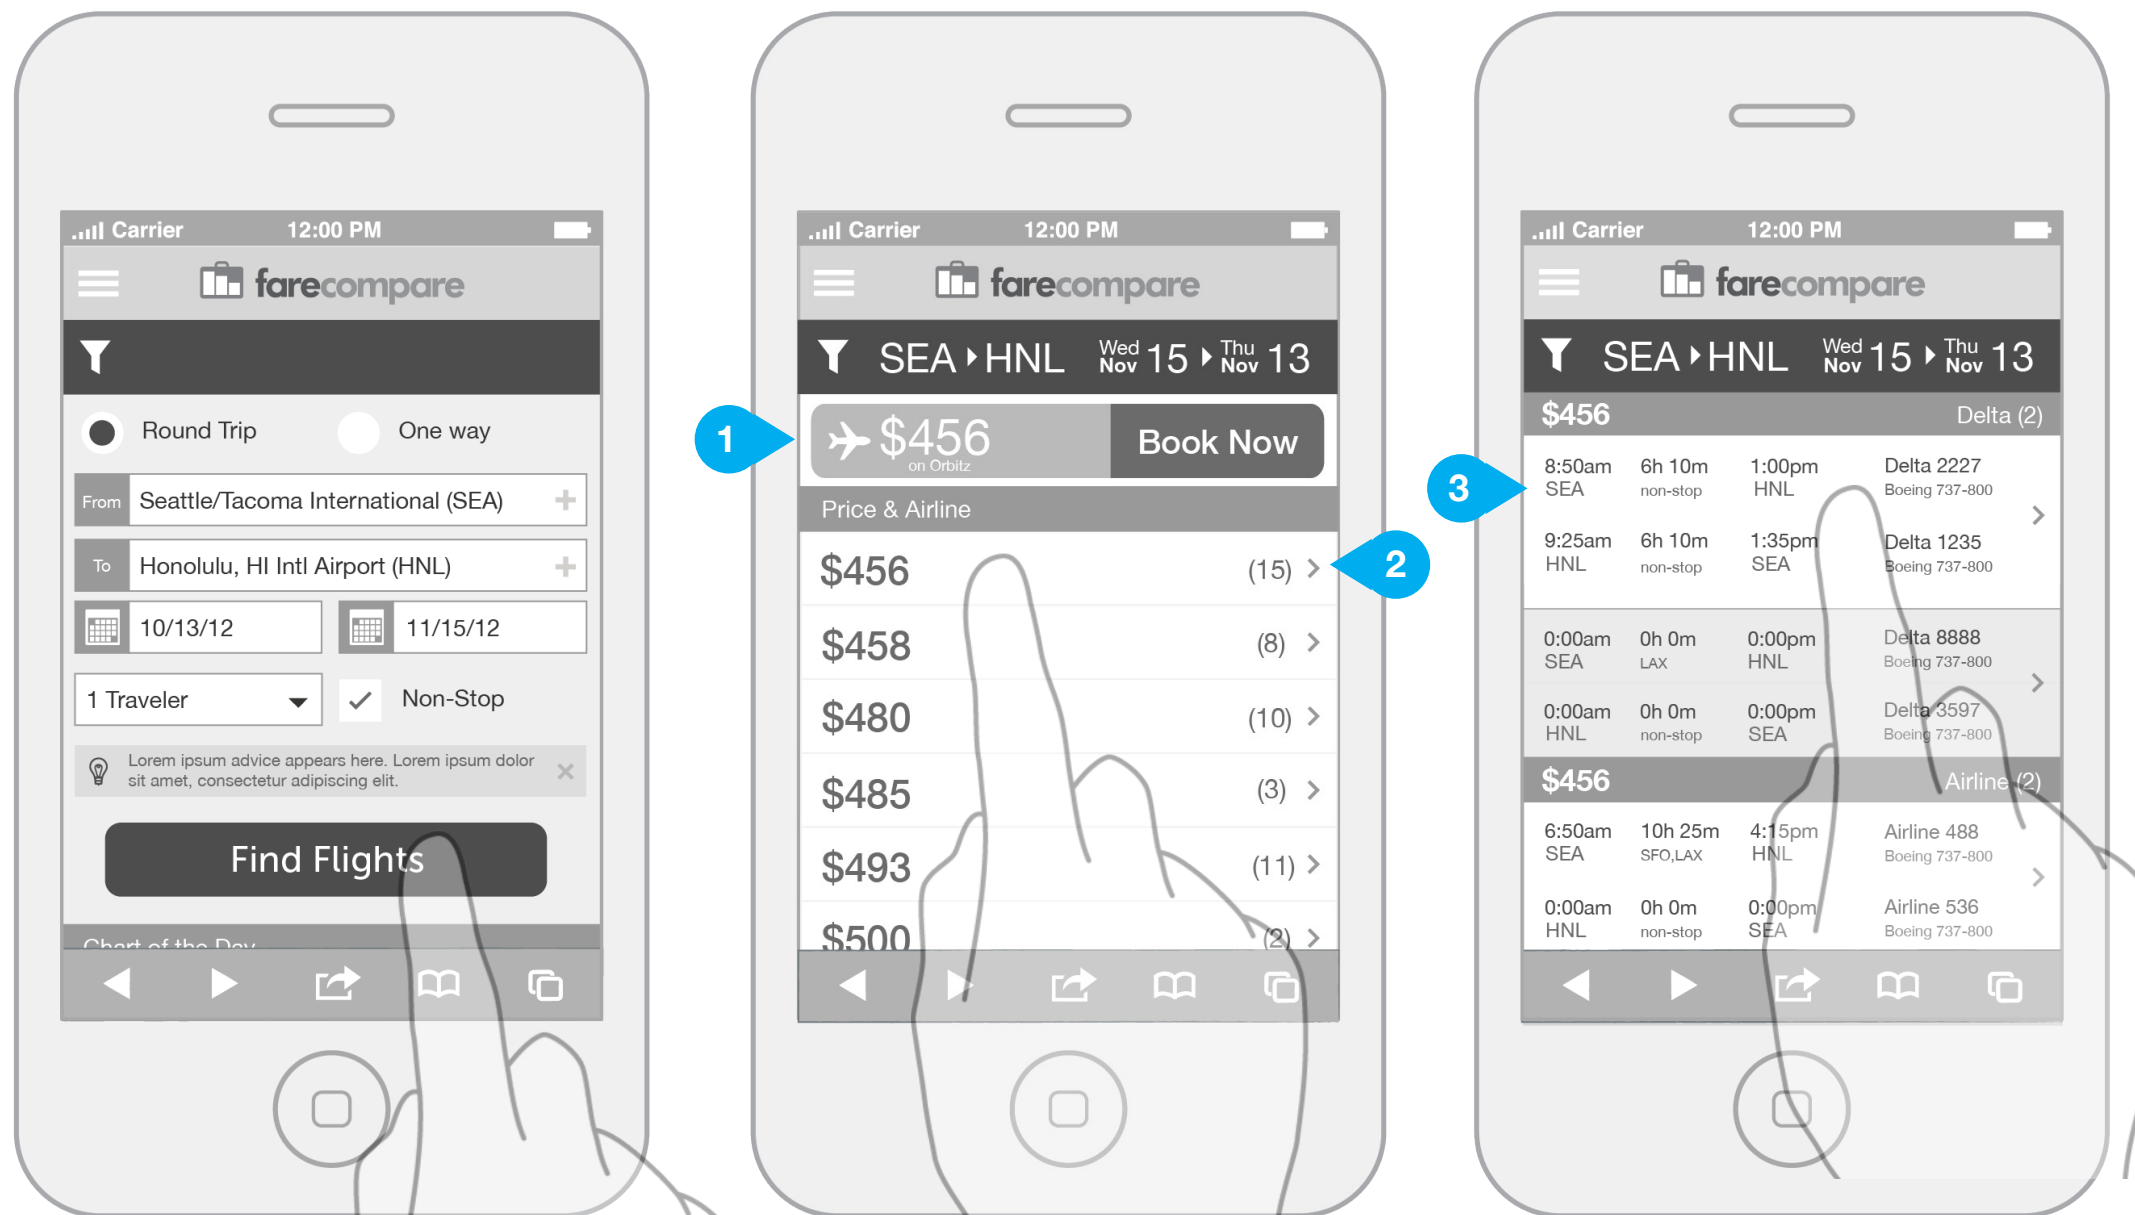 Carrier 12:00 PM
farecompare
Round Trip One way
From Seattle/Tacoma International (SEA)
To Honolulu, HI Intl Airport (HNL)
10/13/12 11/15/12
1 Traveler Non-Stop
Lorem ipsum advice appears here. Lorem ipsum dolor
sit amet, consectetur adipiscing elit.
Find Flights
Chart of the Day
Carrier 12:00 PM
farecompare
SEA HNL Wed Nov 15 Thu Nov 13
1
$456 Book Now
on Orbitz
Price & Airline
$456 (15)
2
$458 (8)
$480 (10)
$485 (3)
$493 (11)
$500 (2)
Carrier 12:00 PM
farecompare
SEA HNL Wed Nov 15 Thu Nov 13
$456 Delta (2)
3
8:50am 6h 10m 1:00pm Delta 2227
SEA non-stop HNL Boeing 737-800
9:25am 6h 10m 1:35pm Delta 1235
HNL non-stop SEA Boeing 737-800
0:00am 0h 0m 0:00pm Delta 8888
SEA LAX HNL Boeing 737-800
0:00am 0h 0m 0:00pm Delta 3597
HNL non-stop SEA Boeing 737-800
$456 Airline (2)
6:50am 10h 25m 4:15pm Airline 488
SEA SFO,LAX HNL Boeing 737-800
0:00am 0h 0m 0:00pm Airline 536
HNL non-stop SEA Boeing 737-800